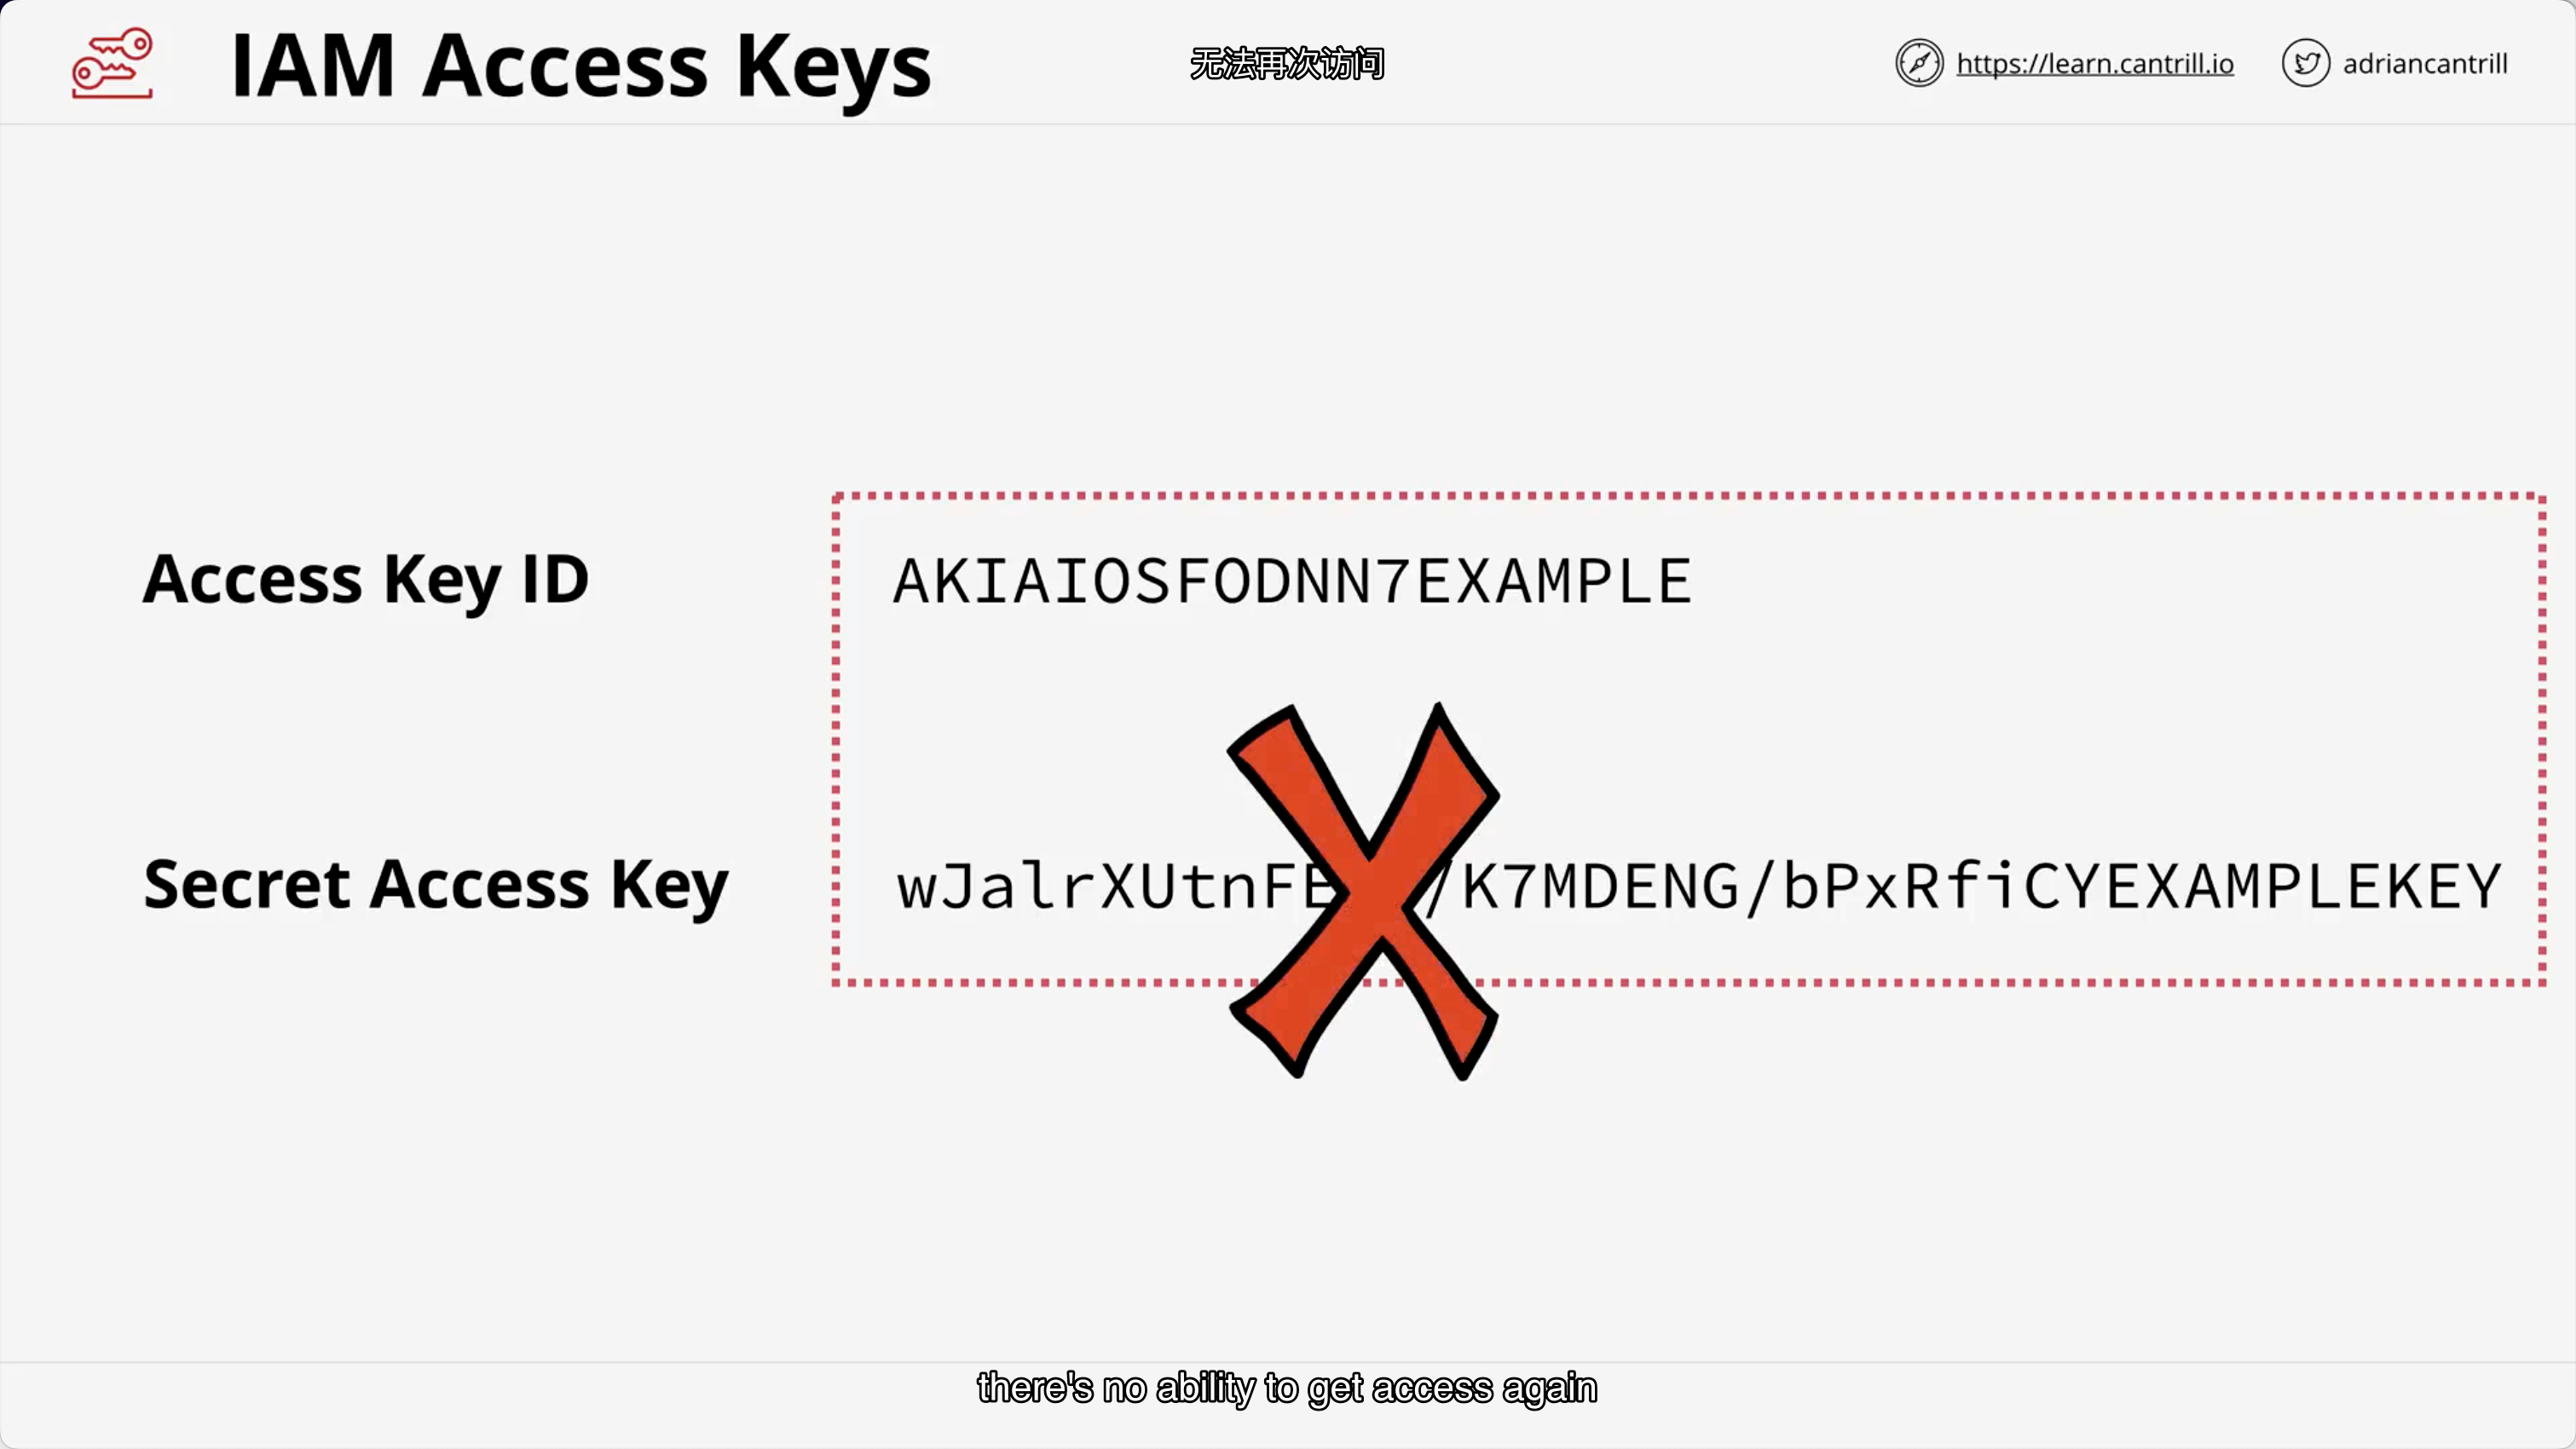 IAM Access Keys
无法再次访问
https://learn.cantrill.io
adriancantrill
Access Key ID
AKIAIOSFODNN7EXAMPLE
Secret Access Key
wJalrXUtnFE /K7MDENG/bPxRfiCYEXAMPLEKEY
there's no ability to get access again